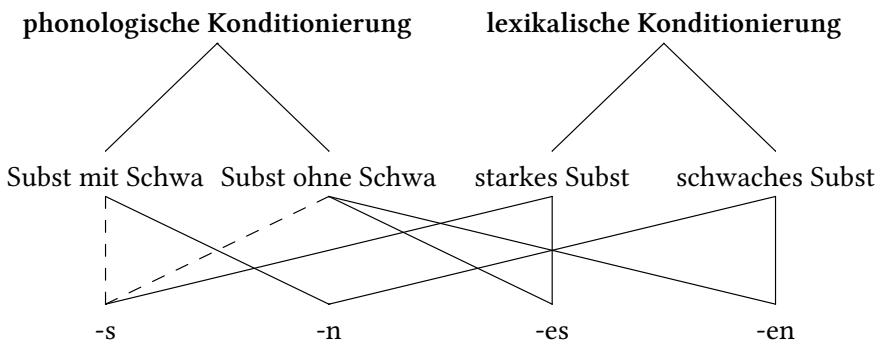 phonologische Konditionierung lexikalische Konditionierung
Subst mit Schwa Subst ohne Schwa starkes Subst schwaches Subst
-s -n -es -en